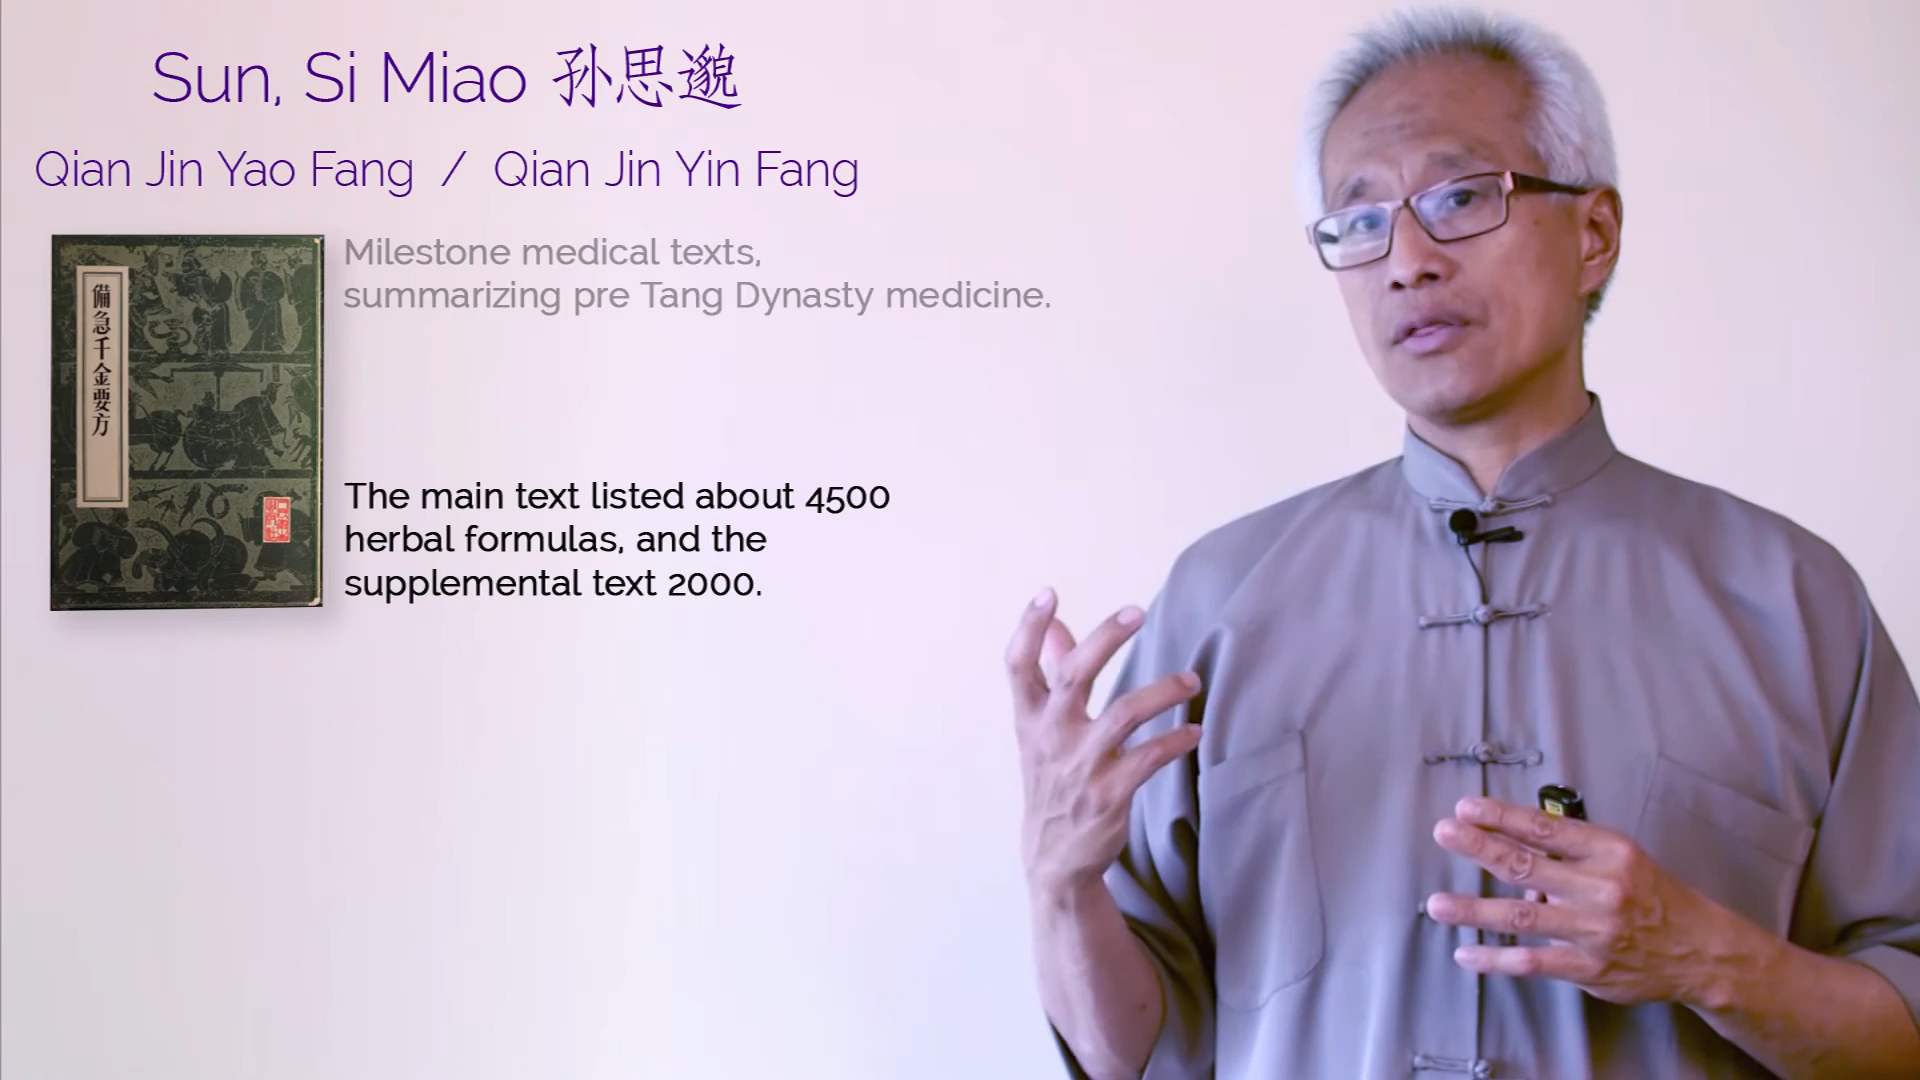 Sun, Si Miao 孙思邈
Qian Jin Yao Fang / Qian Jin Yin Fang
備急千金要方
Milestone medical texts,
summarizing pre Tang Dynasty medicine.
The main text listed about 4500
herbal formulas, and the
supplemental text 2000.